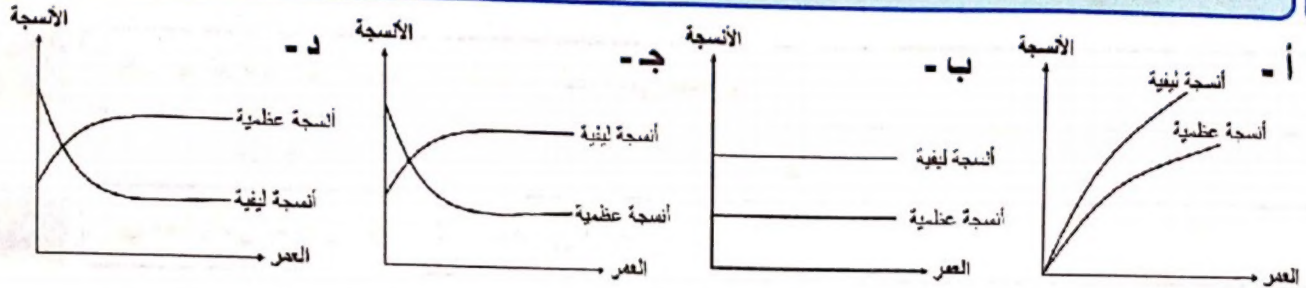 أ -
الأنسجة
أنسجة ليفية
أنسجة عظمية
العمر
ب -
الأنسجة
أنسجة ليفية
أنسجة عظمية
العمر
جـ -
الأنسجة
أنسجة ليفية
أنسجة عظمية
العمر
د -
الأنسجة
أنسجة عظمية
أنسجة ليفية
العمر